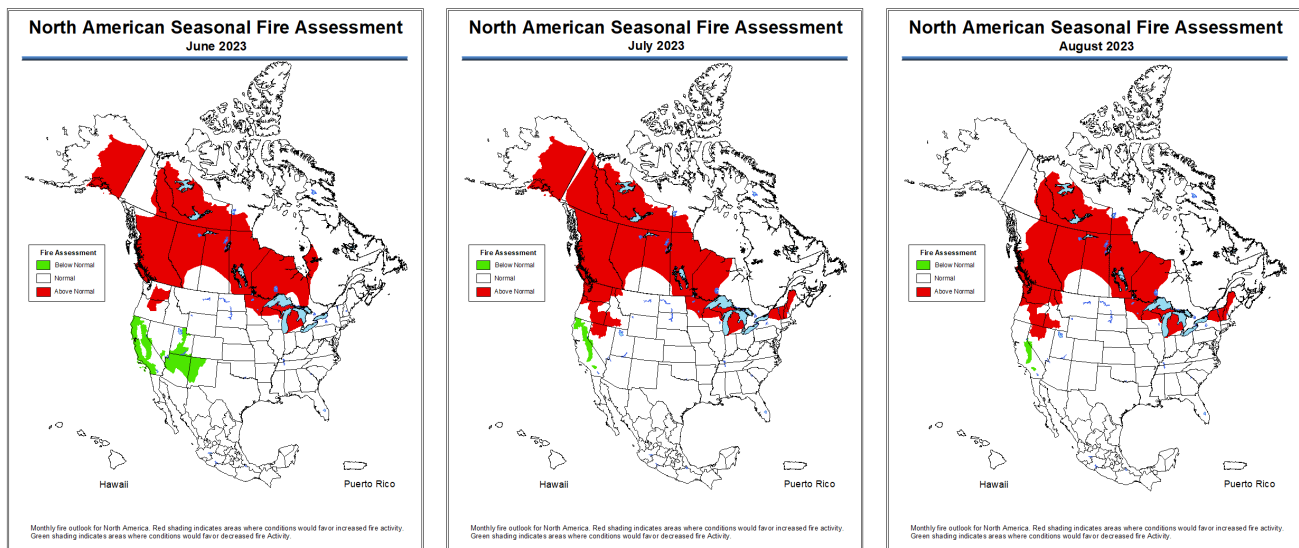 North American Seasonal Fire Assessment
June 2023
Fire Assessment
Below Normal
Normal
Above Normal
Hawaii
Puerto Rico
Monthly fire outlook for North America. Red shading indicates areas where conditions would favor increased fire activity.
Green shading indicates areas where conditions would favor decreased fire Activity.
North American Seasonal Fire Assessment
July 2023
Fire Assessment
Below Normal
Normal
Above Normal
Hawaii
Puerto Rico
Monthly fire outlook for North America. Red shading indicates areas where conditions would favor increased fire activity.
Green shading indicates areas where conditions would favor decreased fire Activity.
North American Seasonal Fire Assessment
August 2023
Fire Assessment
Below Normal
Normal
Above Normal
Hawaii
Puerto Rico
Monthly fire outlook for North America. Red shading indicates areas where conditions would favor increased fire activity.
Green shading indicates areas where conditions would favor decreased fire Activity.